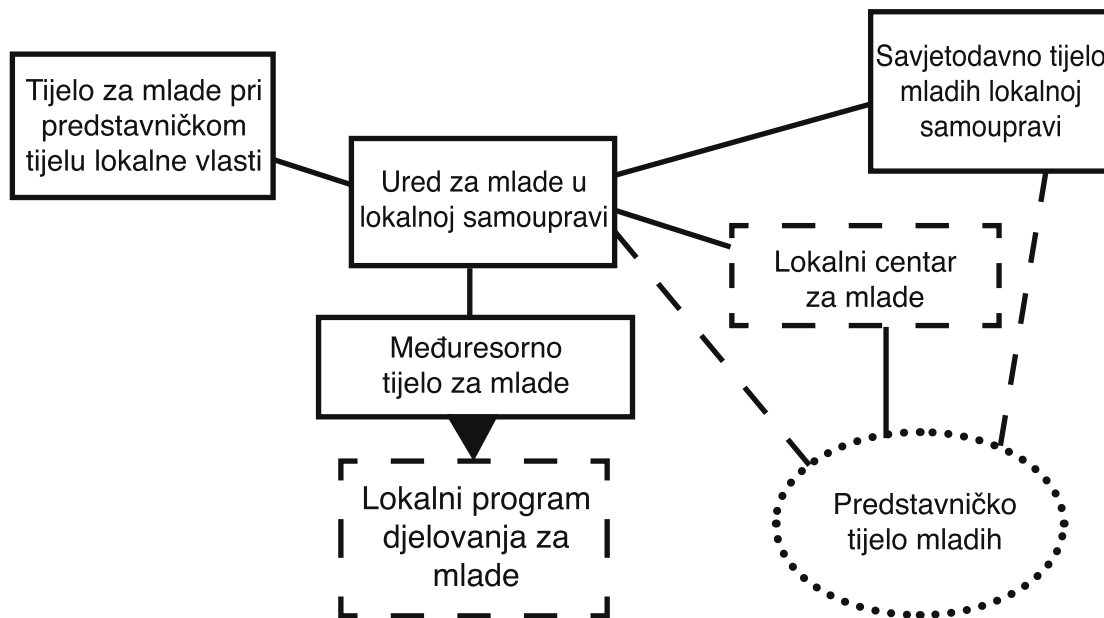 Tijelo za mlade pri
predstavničkom
tijelu lokalne vlasti
Savjetodavno tijelo
mladih lokalnoj
samoupravi
Ured za mlade u
lokalnoj samoupravi
Lokalni centar
za mlade
Međuresorno
tijelo za mlade
Lokalni program
djelovanja za
mlade
Predstavničko
tijelo mladih